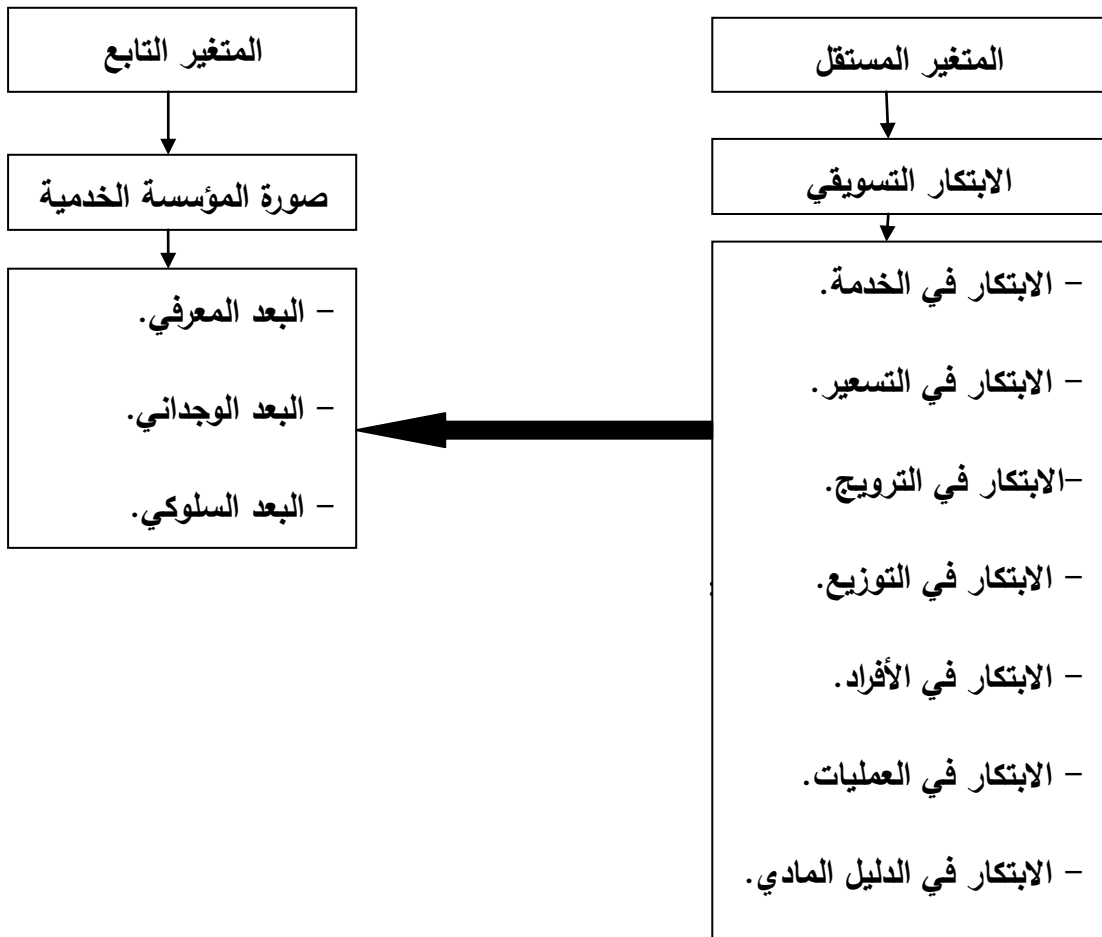 المتغير المستقل
الابتكار التسويقي
– الابتكار في الخدمة.
– الابتكار في التسعير.
–الابتكار في الترويج.
– الابتكار في التوزيع.
– الابتكار في الأفراد.
– الابتكار في العمليات.
– الابتكار في الدليل المادي.
المتغير التابع
صورة المؤسسة الخدمية
– البعد المعرفي.
– البعد الوجداني.
– البعد السلوكي.